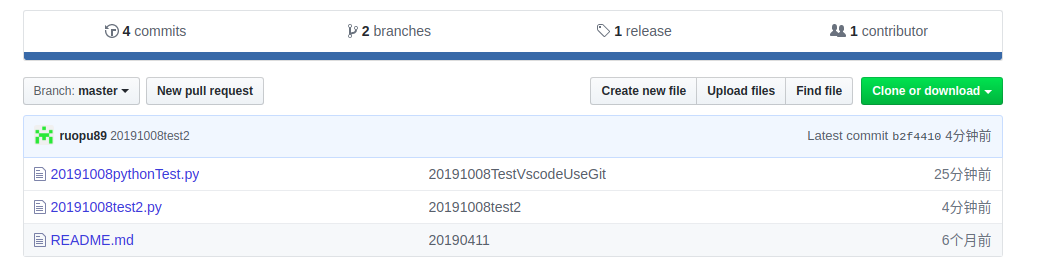 4 commits 2 branches 1 release 1 contributor
Branch: master New pull request Create new file Upload files Find file Clone or download
ruopu89 20191008test2 Latest commit b2f4410 4分钟前
20191008pythonTest.py 20191008TestVscodeUseGit 25分钟前
20191008test2.py 20191008test2 4分钟前
README.md 20190411 6个月前